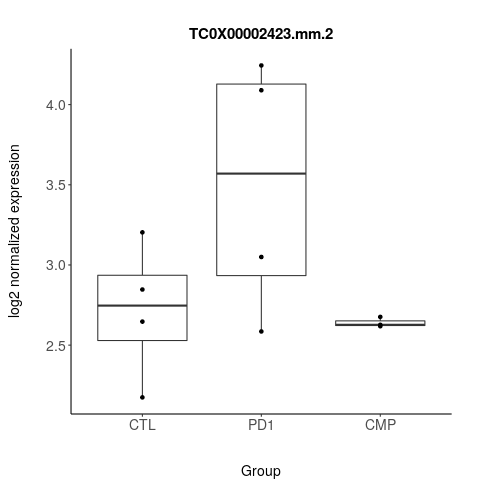 TC0X00002423.mm.2
log2 normalized expression
4.0
3.5
3.0
2.5
CTL PD1 CMP
Group